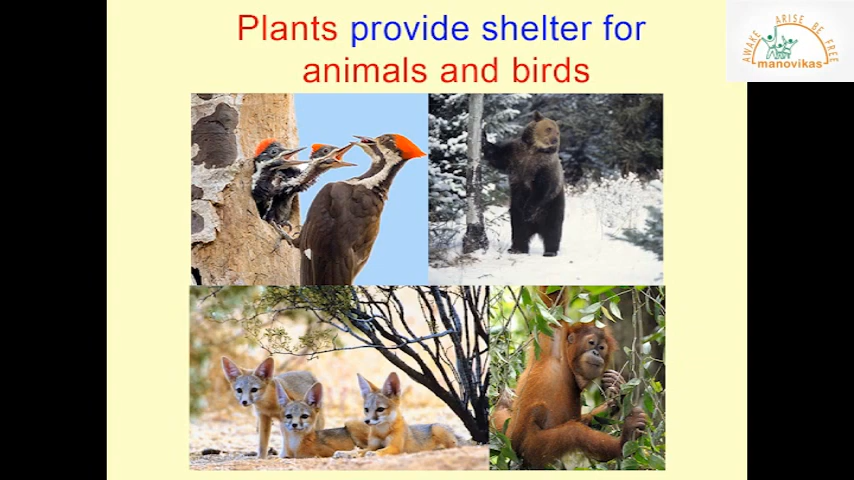 Plants provide shelter for
animals and birds
AWAKE ARISE BE FREE
manovikas